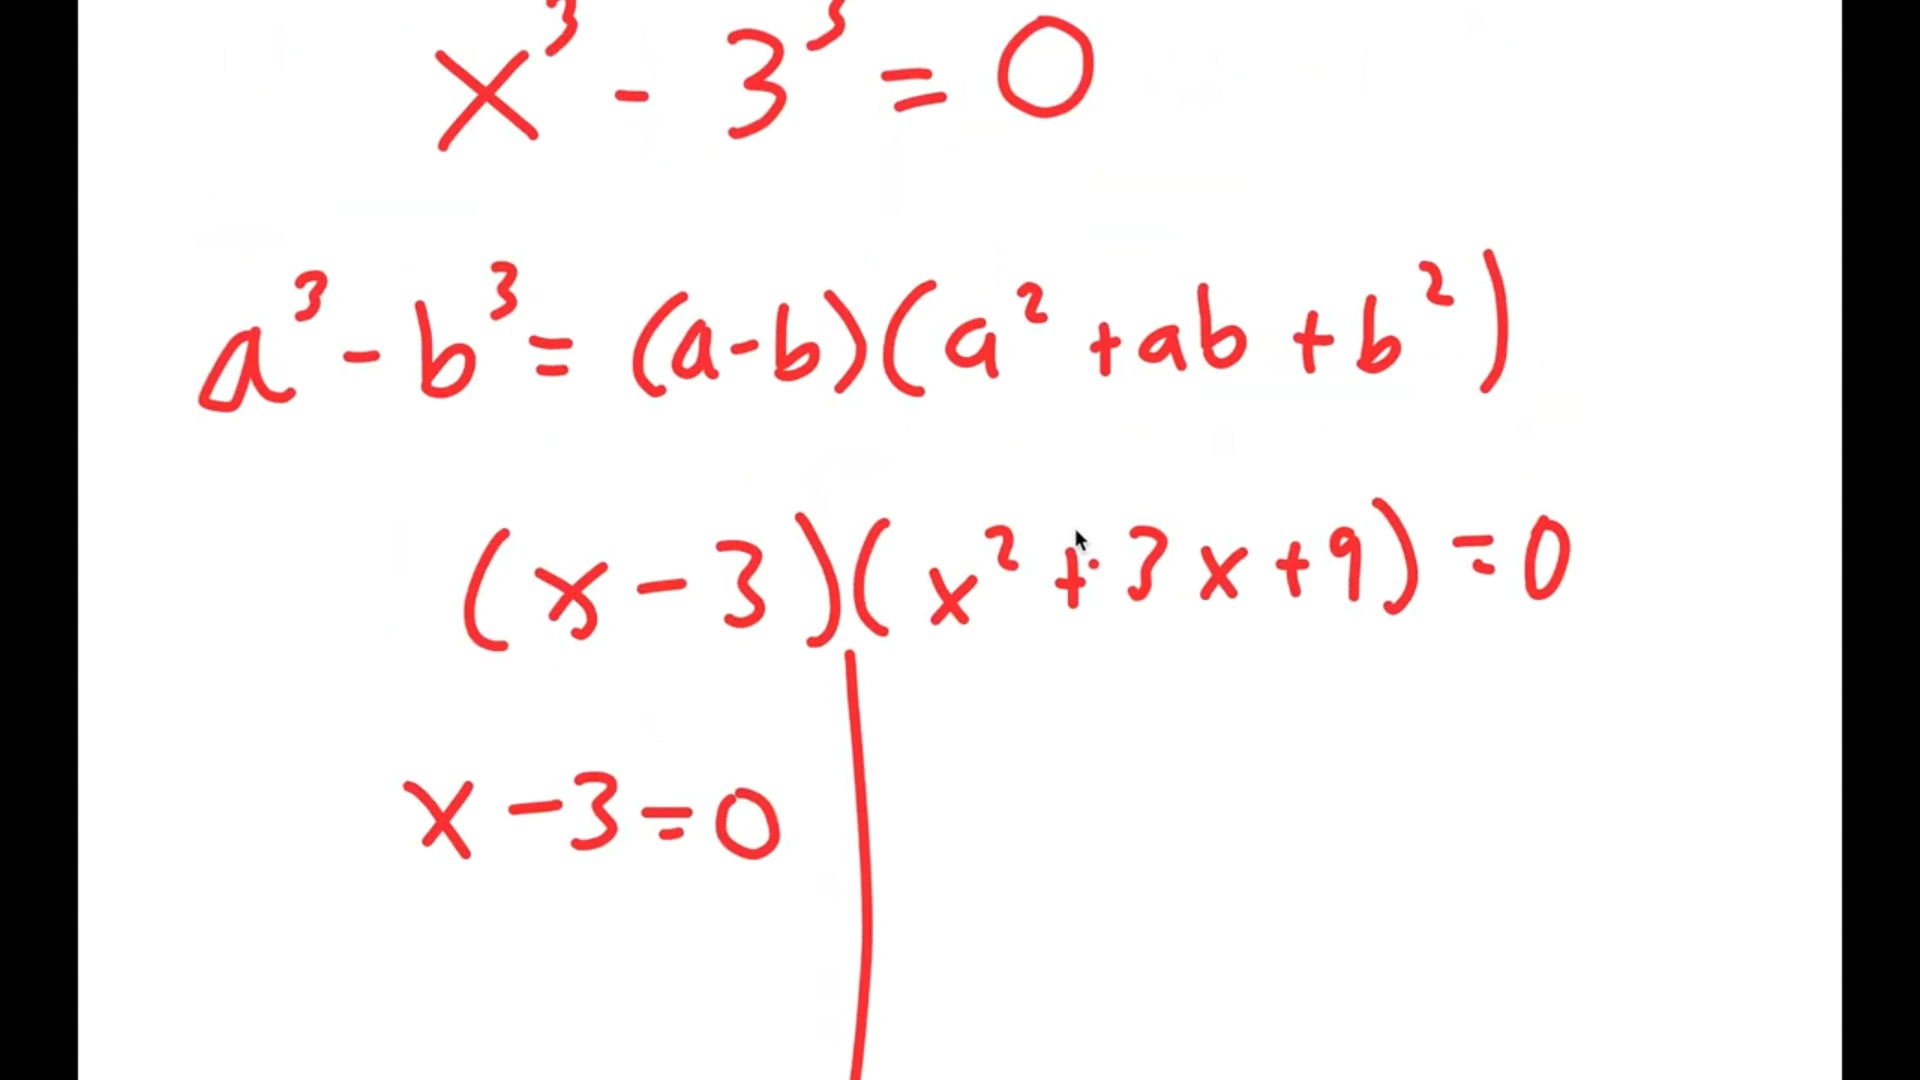 x³ - 3³ = 0
a³ - b³ = (a-b)(a² + ab + b²)
(x - 3)(x² + 3x + 9) = 0
x - 3 = 0